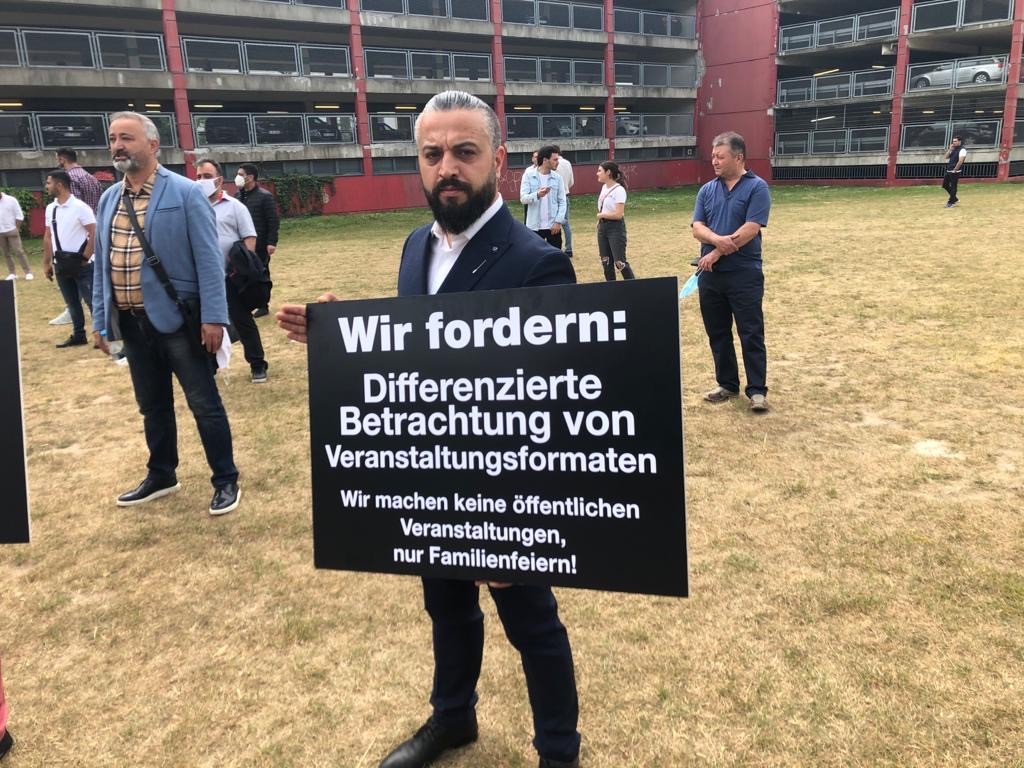 Wir fordern:
Differenzierte
Betrachtung von
Veranstaltungsformaten
Wir machen keine öffentlichen
Veranstaltungen,
nur Familienfeiern!